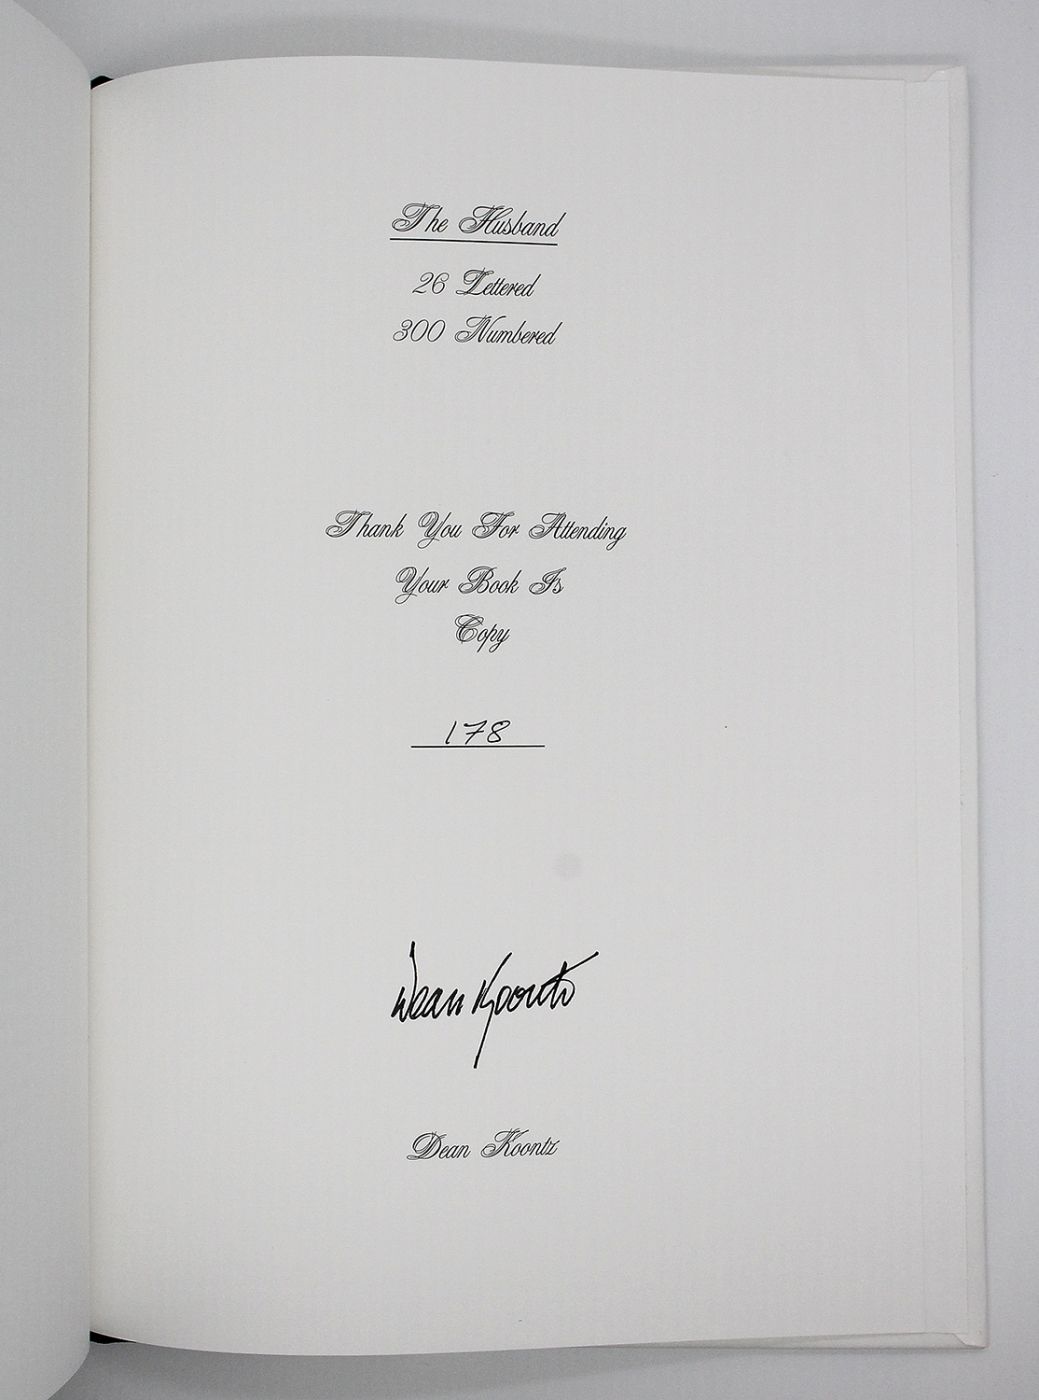 The Husband
26 Lettered
300 Numbered
Thank You For Attending
Your Book Is
Copy
178
Dean Koontz
Dean Koontz